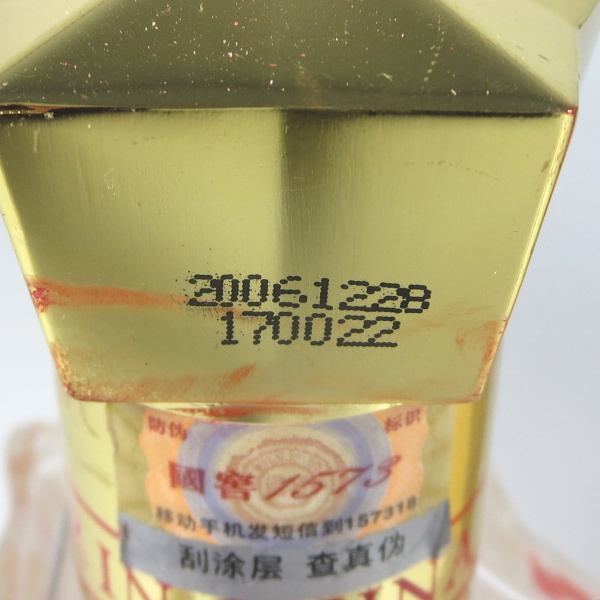 20061228
170022
防伪 标识
國窖1573
移动手机发短信到157318
刮涂层 查真伪